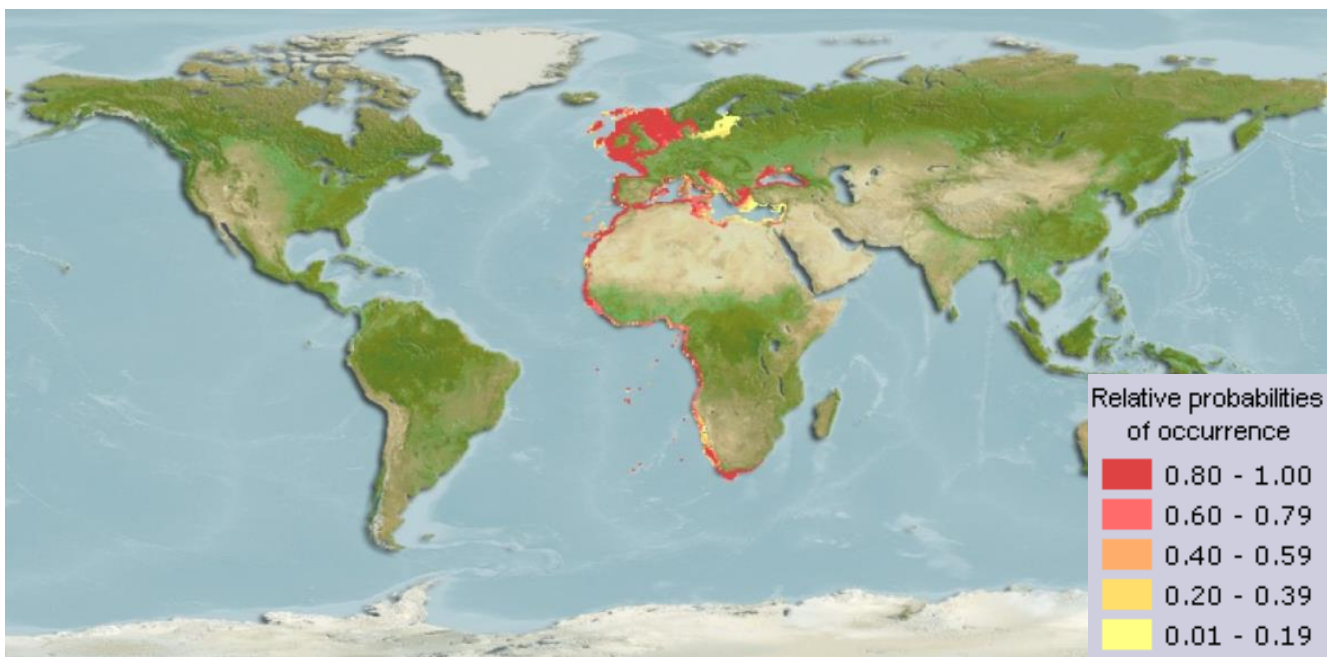 Relative probabilities
of occurrence
0.80 - 1.00
0.60 - 0.79
0.40 - 0.59
0.20 - 0.39
0.01 - 0.19